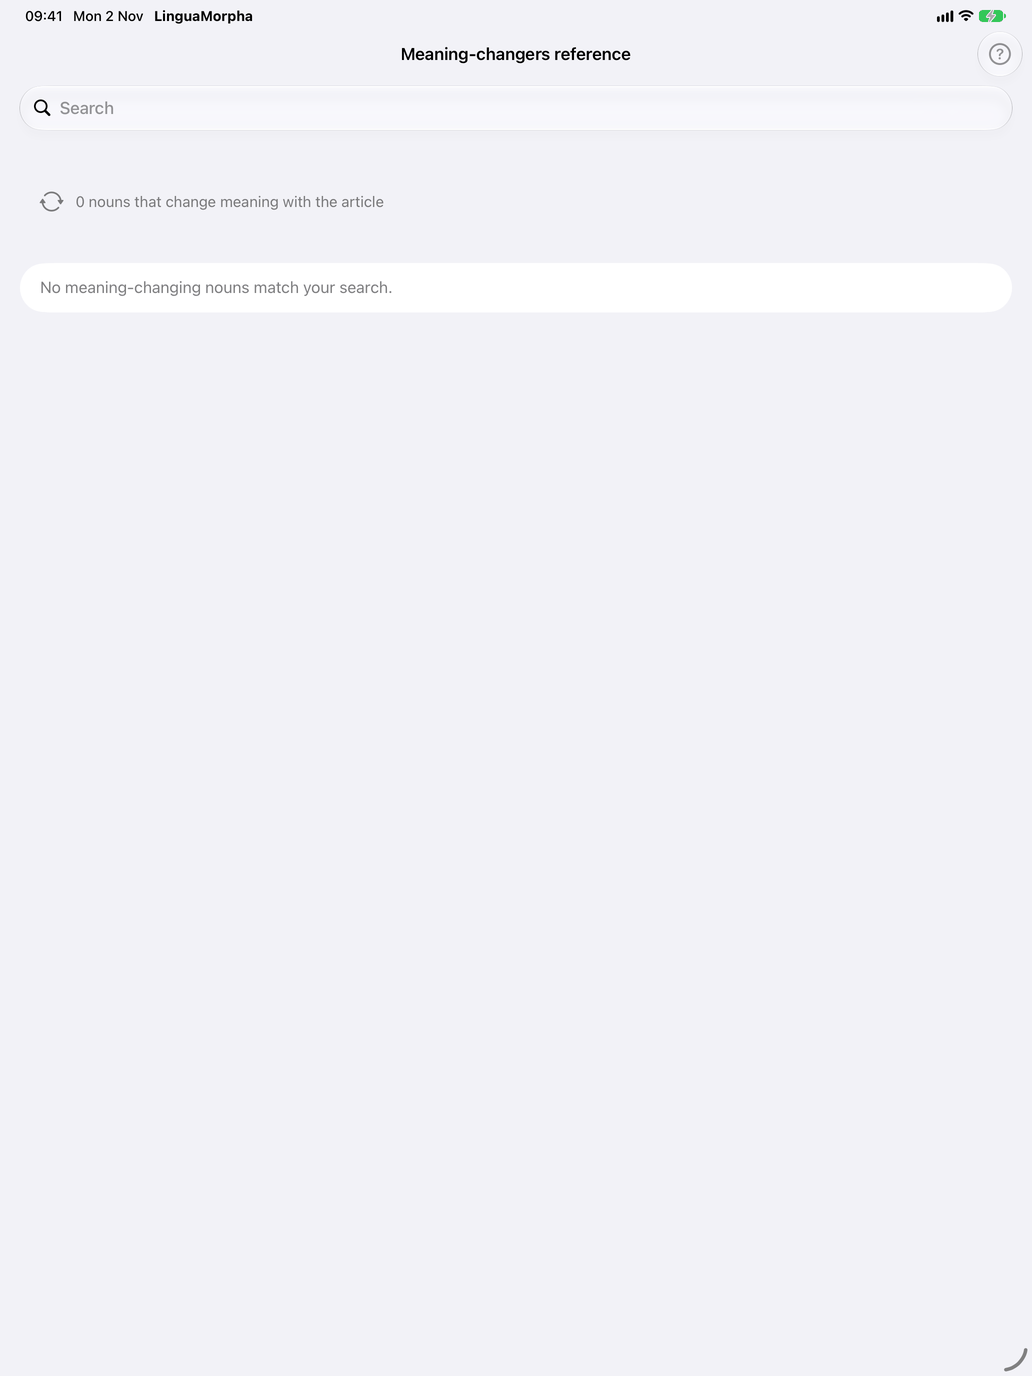 09:41 Mon 2 Nov LinguaMorpha
Meaning-changers reference
Search
0 nouns that change meaning with the article
No meaning-changing nouns match your search.